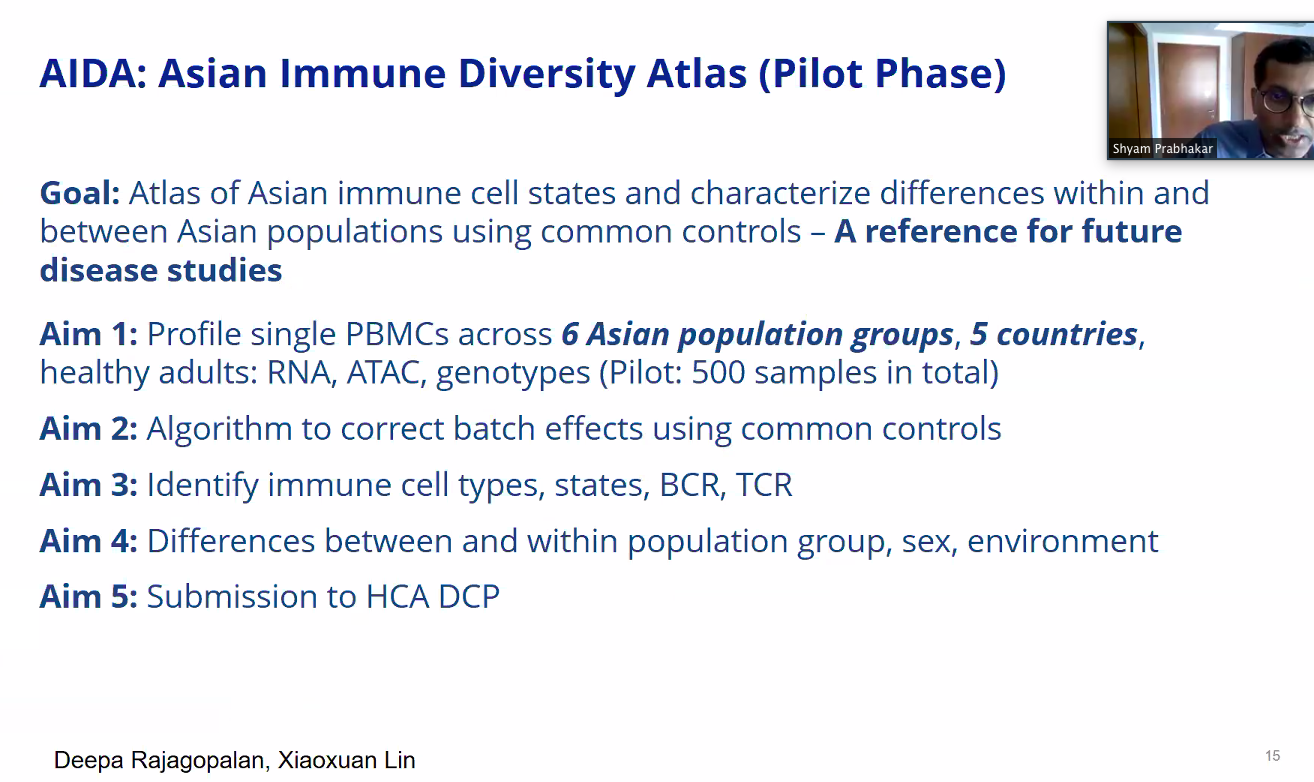 AIDA: Asian Immune Diversity Atlas (Pilot Phase)
Shyam Prabhakar
Goal: Atlas of Asian immune cell states and characterize differences within and
between Asian populations using common controls – A reference for future
disease studies
Aim 1: Profile single PBMCs across 6 Asian population groups, 5 countries,
healthy adults: RNA, ATAC, genotypes (Pilot: 500 samples in total)
Aim 2: Algorithm to correct batch effects using common controls
Aim 3: Identify immune cell types, states, BCR, TCR
Aim 4: Differences between and within population group, sex, environment
Aim 5: Submission to HCA DCP
Deepa Rajagopalan, Xiaoxuan Lin
15